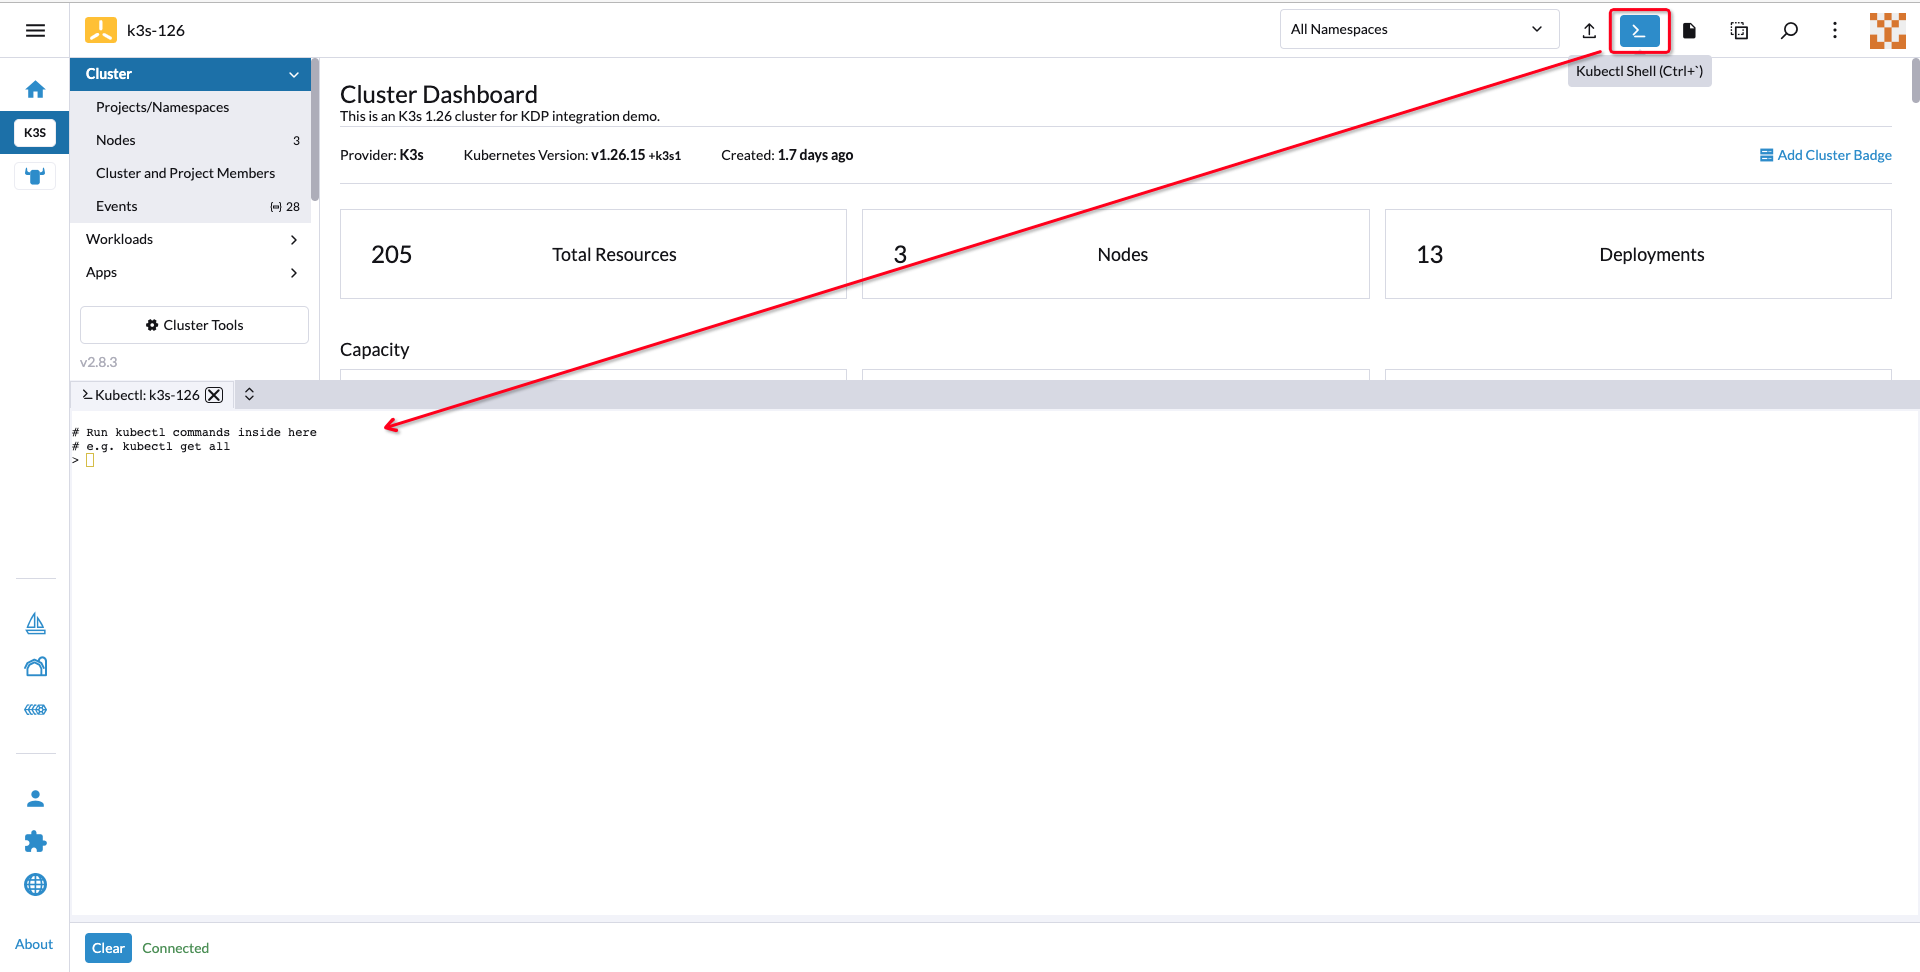 k3s-126
All Namespaces
Kubectl Shell (Ctrl+`)
K3S
Cluster
Projects/Namespaces
Nodes 3
Cluster and Project Members
Events 28
Workloads
Apps
Cluster Tools
v2.8.3
Cluster Dashboard
This is an K3s 1.26 cluster for KDP integration demo.
Provider: K3s Kubernetes Version: v1.26.15 +k3s1 Created: 1.7 days ago
Add Cluster Badge
205 Total Resources
3 Nodes
13 Deployments
Capacity
Kubectl: k3s-126
# Run kubectl commands inside here
# e.g. kubectl get all
>
About
Clear Connected